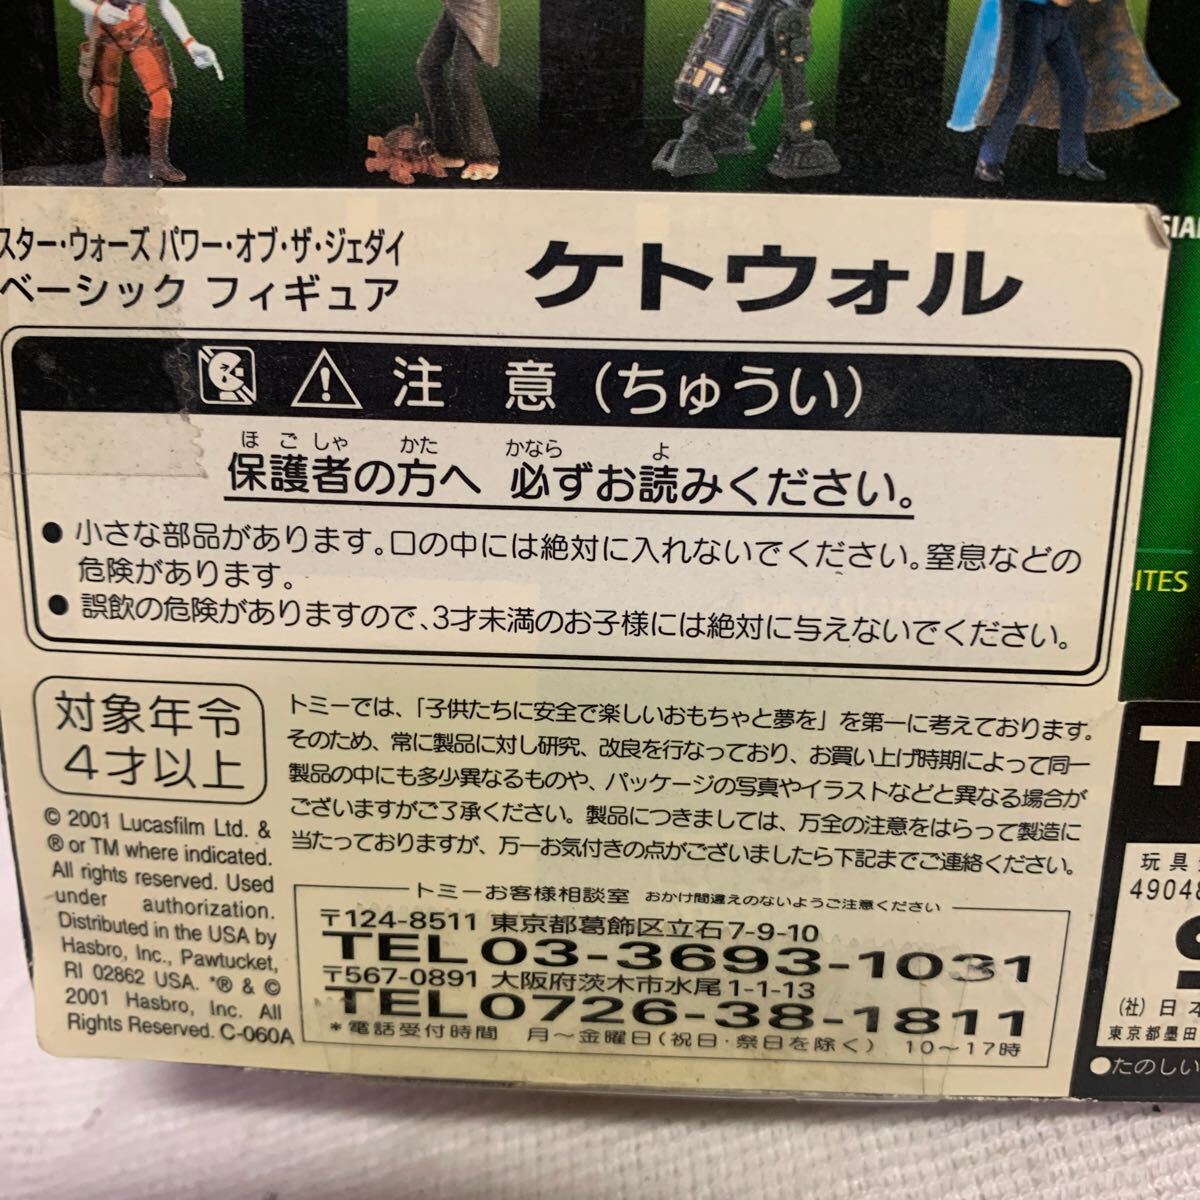 スター・ウォーズ パワー・オブ・ザ・ジェダイ
ベーシック フィギュア
ケトウォル
注 意 (ちゅうい)
ほごしゃ かた かなら よ
保護者の方へ 必ずお読みください。
● 小さな部品があります。口の中には絶対に入れないでください。窒息などの
危険があります。
● 誤飲の危険がありますので、3才未満のお子様には絶対に与えないでください。
対象年令
4才以上
トミーでは、「子供たちに安全で楽しいおもちゃと夢を」を第一に考えております。
そのため、常に製品に対し研究、改良を行なっており、お買い上げ時期によって同一
製品の中にも多少異なるものや、パッケージの写真やイラストなどと異なる場合が
ございますがご了承ください。製品につきましては、万全の注意をはらって製造に
当たっておりますが、万一お気付きの点がございましたら下記までご連絡ください。
© 2001 Lucasfilm Ltd. &
® or TM where indicated.
All rights reserved. Used
under authorization.
Distributed in the USA by
Hasbro, Inc., Pawtucket,
RI 02862 USA. *® & ©
2001 Hasbro, Inc. All
Rights Reserved. C-060A
トミーお客様相談室 おかけ間違えのないようご注意ください
〒124-8511 東京都葛飾区立石7-9-10
TEL 03-3693-1031
〒567-0891 大阪府茨木市水尾1-1-13
TEL 0726-38-1811
*電話受付時間 月～金曜日(祝日・祭日を除く) 10～17時
SIA
ITES
T
玩具
49048
(社)日本
東京都墨田
●たのしい